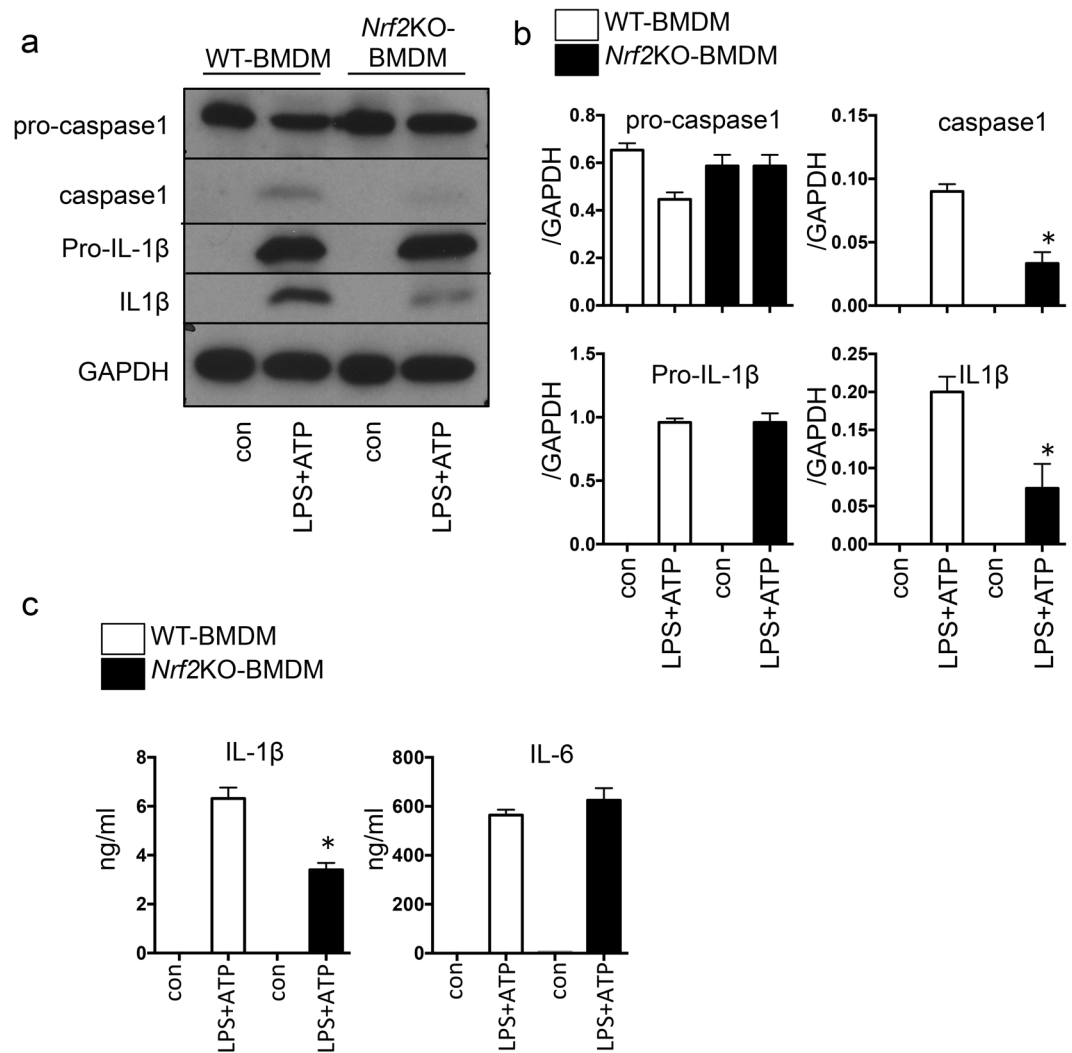 a
WT-BMDM
Nrf2KO-
BMDM
pro-caspase1
caspase1
Pro-IL-1β
IL1β
GAPDH
con
LPS+ATP
con
LPS+ATP
b
WT-BMDM
Nrf2KO-BMDM
pro-caspase1
/GAPDH
0.8
0.6
0.4
0.2
0.0
caspase1
/GAPDH
0.15
0.10
0.05
0.00
*
Pro-IL-1β
/GAPDH
1.5
1.0
0.5
0.0
con
LPS+ATP
con
LPS+ATP
IL1β
/GAPDH
0.25
0.20
0.15
0.10
0.05
0.00
*
con
LPS+ATP
con
LPS+ATP
c
WT-BMDM
Nrf2KO-BMDM
IL-1β
ng/ml
8
6
4
2
0
*
con
LPS+ATP
con
LPS+ATP
IL-6
ng/ml
800
600
400
200
0
con
LPS+ATP
con
LPS+ATP